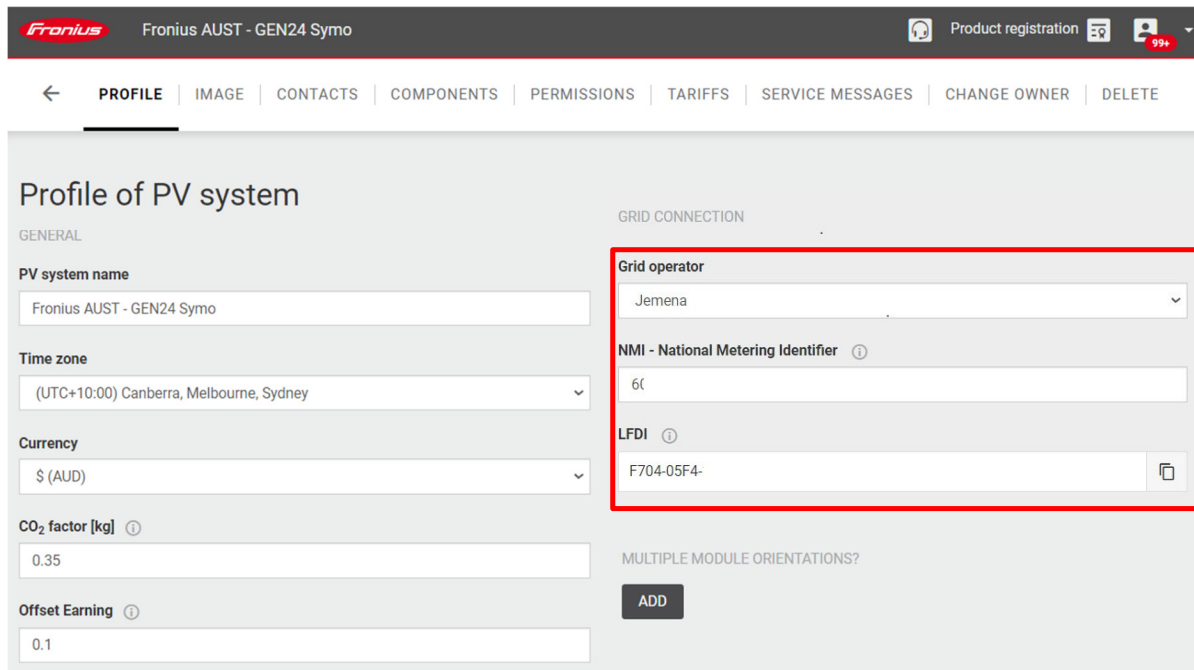 Fronius
Fronius AUST - GEN24 Symo
Product registration
99+
PROFILE
IMAGE
CONTACTS
COMPONENTS
PERMISSIONS
TARIFFS
SERVICE MESSAGES
CHANGE OWNER
DELETE
Profile of PV system
GENERAL
PV system name
Fronius AUST - GEN24 Symo
Time zone
(UTC+10:00) Canberra, Melbourne, Sydney
Currency
$ (AUD)
CO₂ factor [kg]
0.35
Offset Earning
0.1
GRID CONNECTION
Grid operator
Jemena
NMI - National Metering Identifier
LFDI
F704-05F4-
MULTIPLE MODULE ORIENTATIONS?
ADD